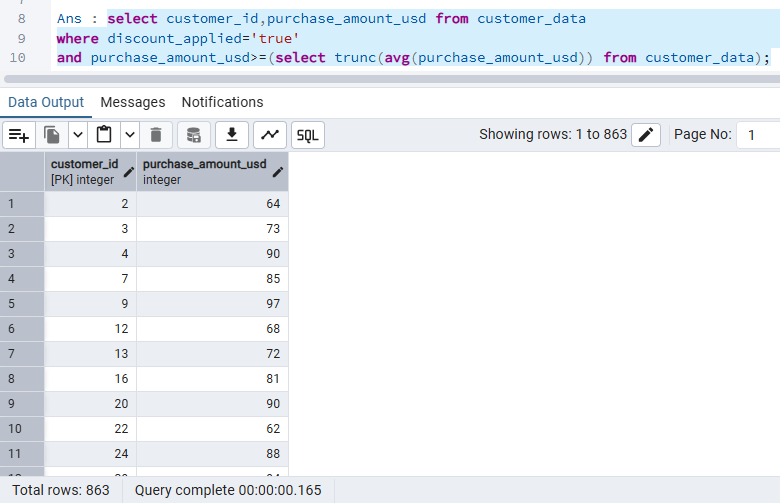 8 Ans : select customer_id,purchase_amount_usd from customer_data
9 where discount_applied='true'
10 and purchase_amount_usd>=(select trunc(avg(purchase_amount_usd)) from customer_data);
Data Output Messages Notifications
SQL Showing rows: 1 to 863 Page No: 1
customer_id purchase_amount_usd
[PK] integer integer
1 2 64
2 3 73
3 4 90
4 7 85
5 9 97
6 12 68
7 13 72
8 16 81
9 20 90
10 22 62
11 24 88
Total rows: 863 Query complete 00:00:00.165